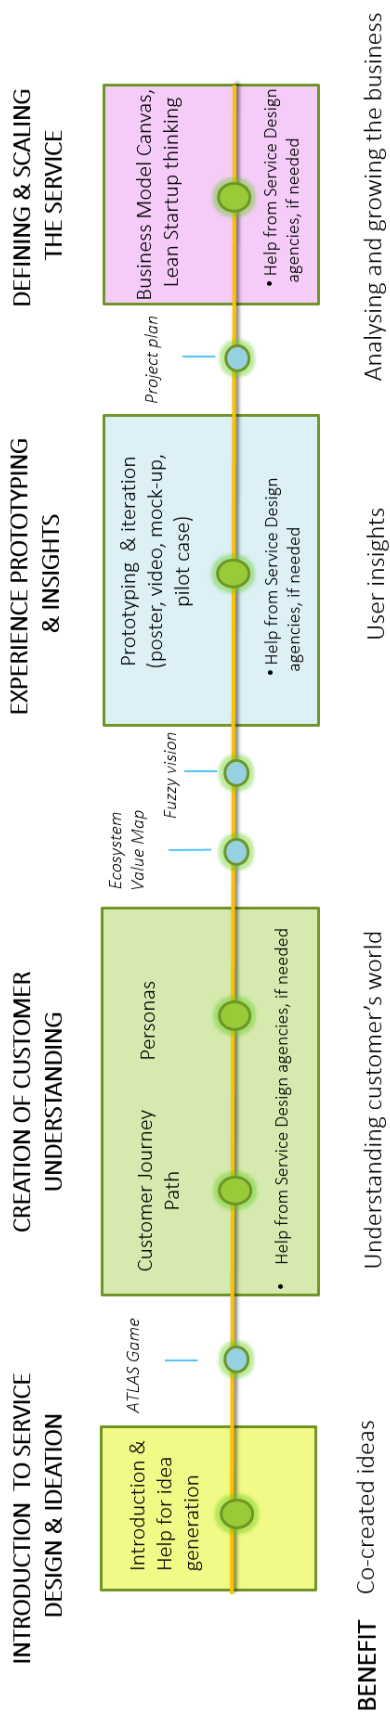 INTRODUCTION TO SERVICE
DESIGN & IDEATION
CREATION OF CUSTOMER
UNDERSTANDING
EXPERIENCE PROTOTYPING
& INSIGHTS
DEFINING & SCALING
THE SERVICE
Introduction &
Help for idea
generation
ATLAS Game
Customer Journey
Path
Personas
• Help from Service Design agencies, if needed
Ecosystem
Value Map
Fuzzy vision
Prototyping & iteration
(poster, video, mock-up,
pilot case)
• Help from Service Design
agencies, if needed
Project plan
Business Model Canvas,
Lean Startup thinking
• Help from Service Design
agencies, if needed
BENEFIT
Co-created ideas
Understanding customer's world
User insights
Analysing and growing the business